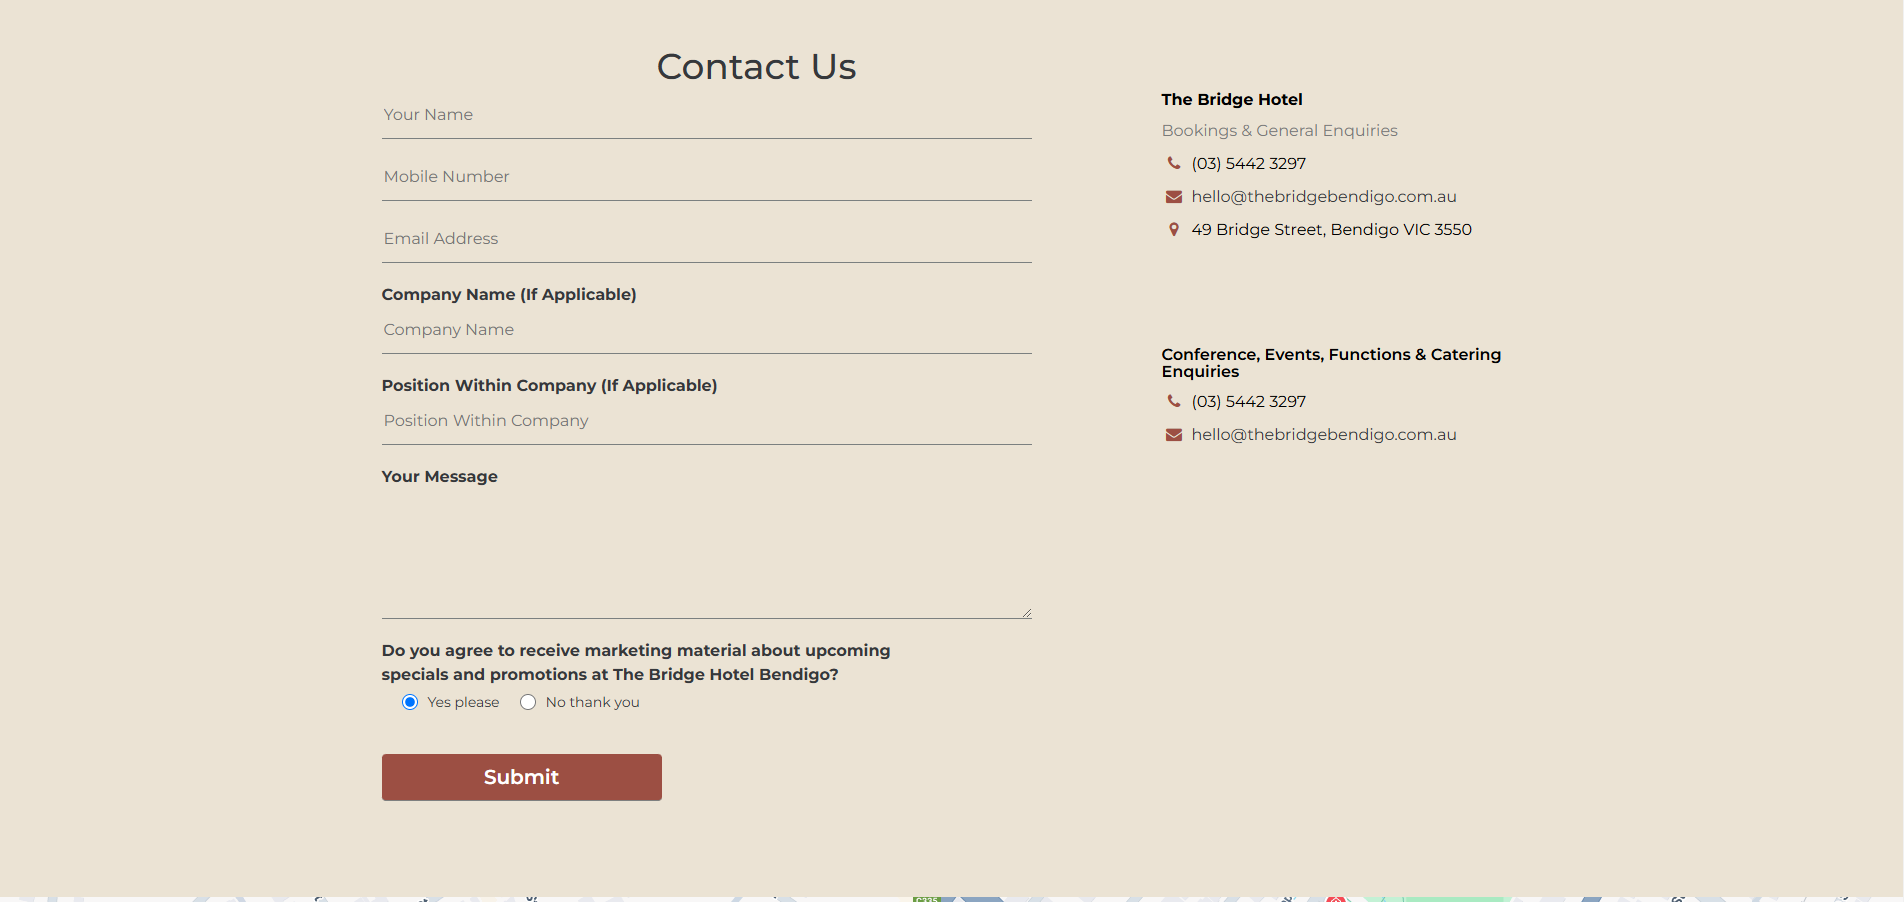 Contact Us
Your Name
Mobile Number
Email Address
Company Name (If Applicable)
Company Name
Position Within Company (If Applicable)
Position Within Company
Your Message
Do you agree to receive marketing material about upcoming
specials and promotions at The Bridge Hotel Bendigo?
Yes please No thank you
Submit
The Bridge Hotel
Bookings & General Enquiries
(03) 5442 3297
hello@thebridgebendigo.com.au
49 Bridge Street, Bendigo VIC 3550
Conference, Events, Functions & Catering
Enquiries
(03) 5442 3297
hello@thebridgebendigo.com.au